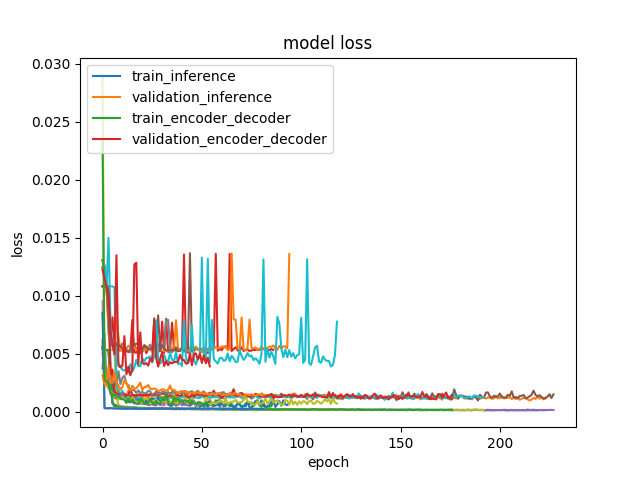 model loss
train_inference
validation_inference
train_encoder_decoder
validation_encoder_decoder
loss
0.030
0.025
0.020
0.015
0.010
0.005
0.000
0 50 100 150 200
epoch